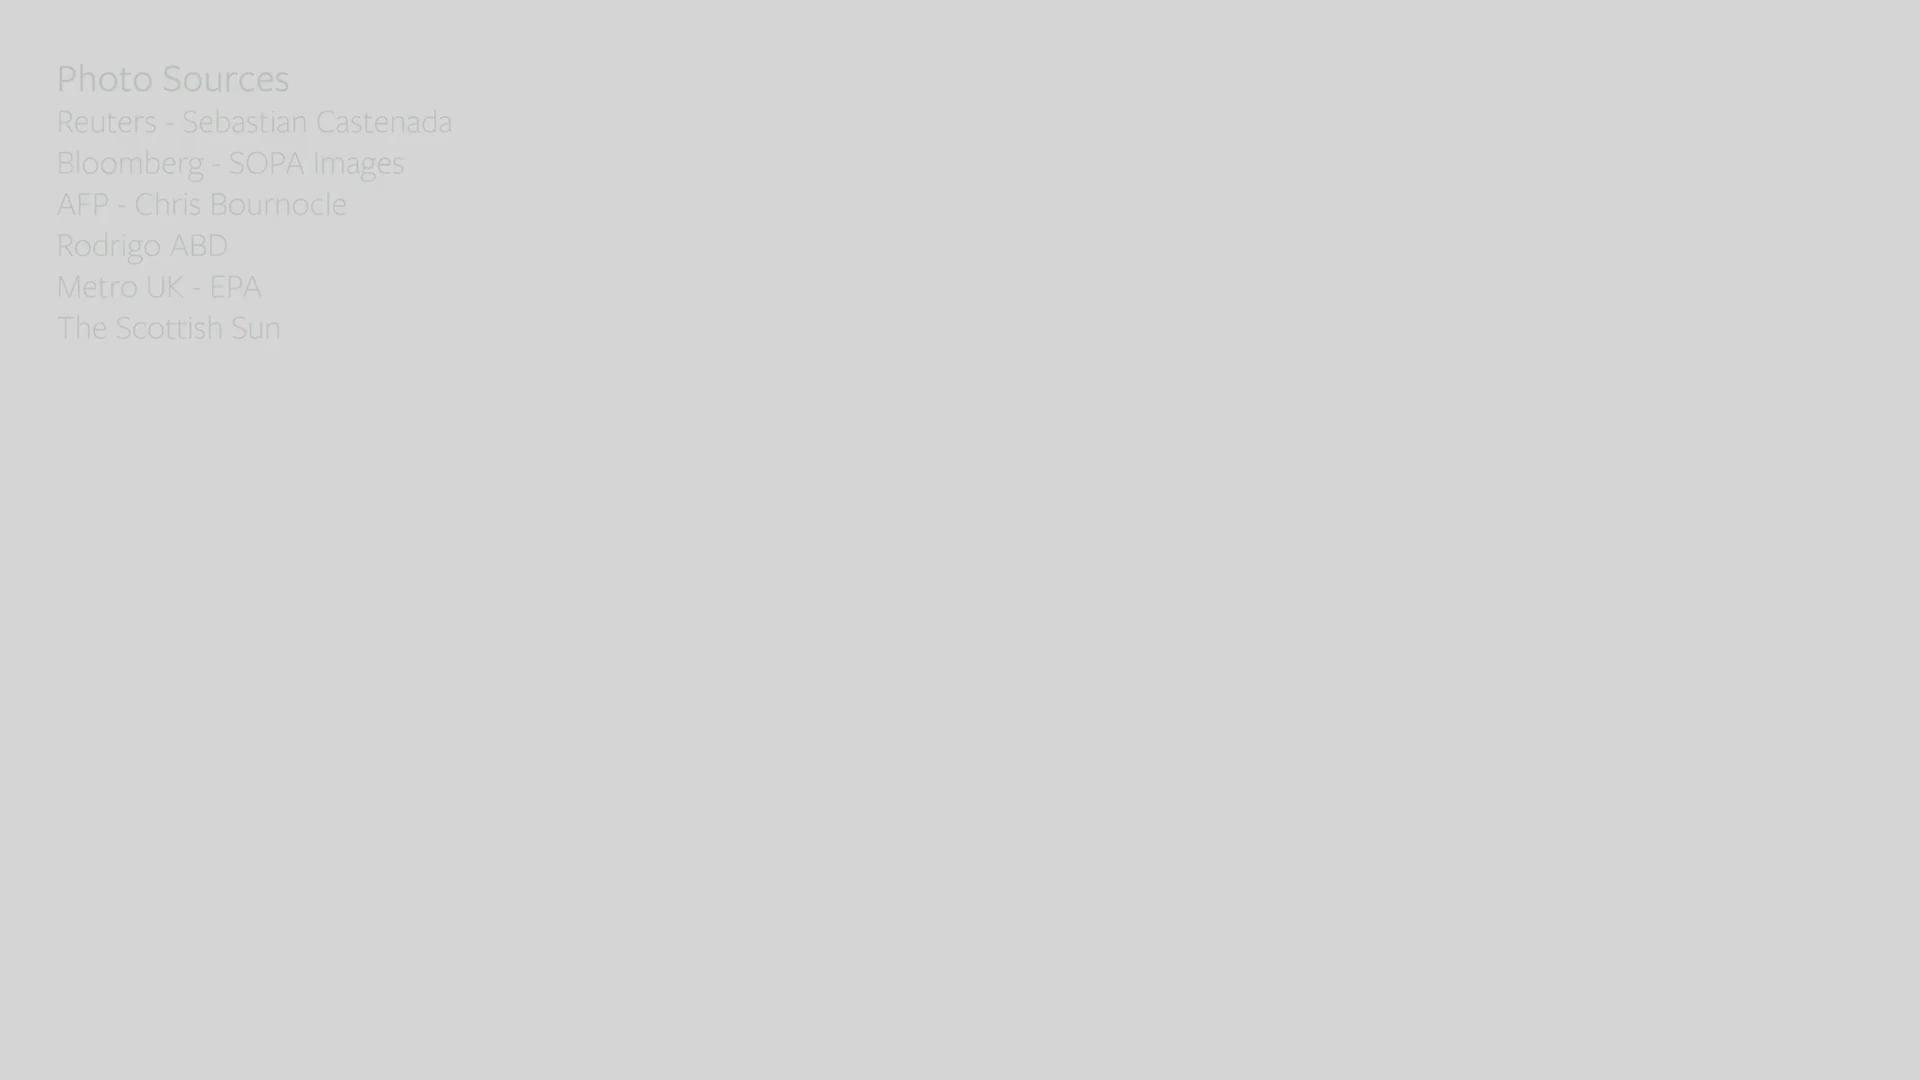 Photo Sources
Reuters - Sebastian Castenada
Bloomberg - SOPA Images
AFP - Chris Bournocle
Rodrigo ABD
Metro UK - EPA
The Scottish Sun